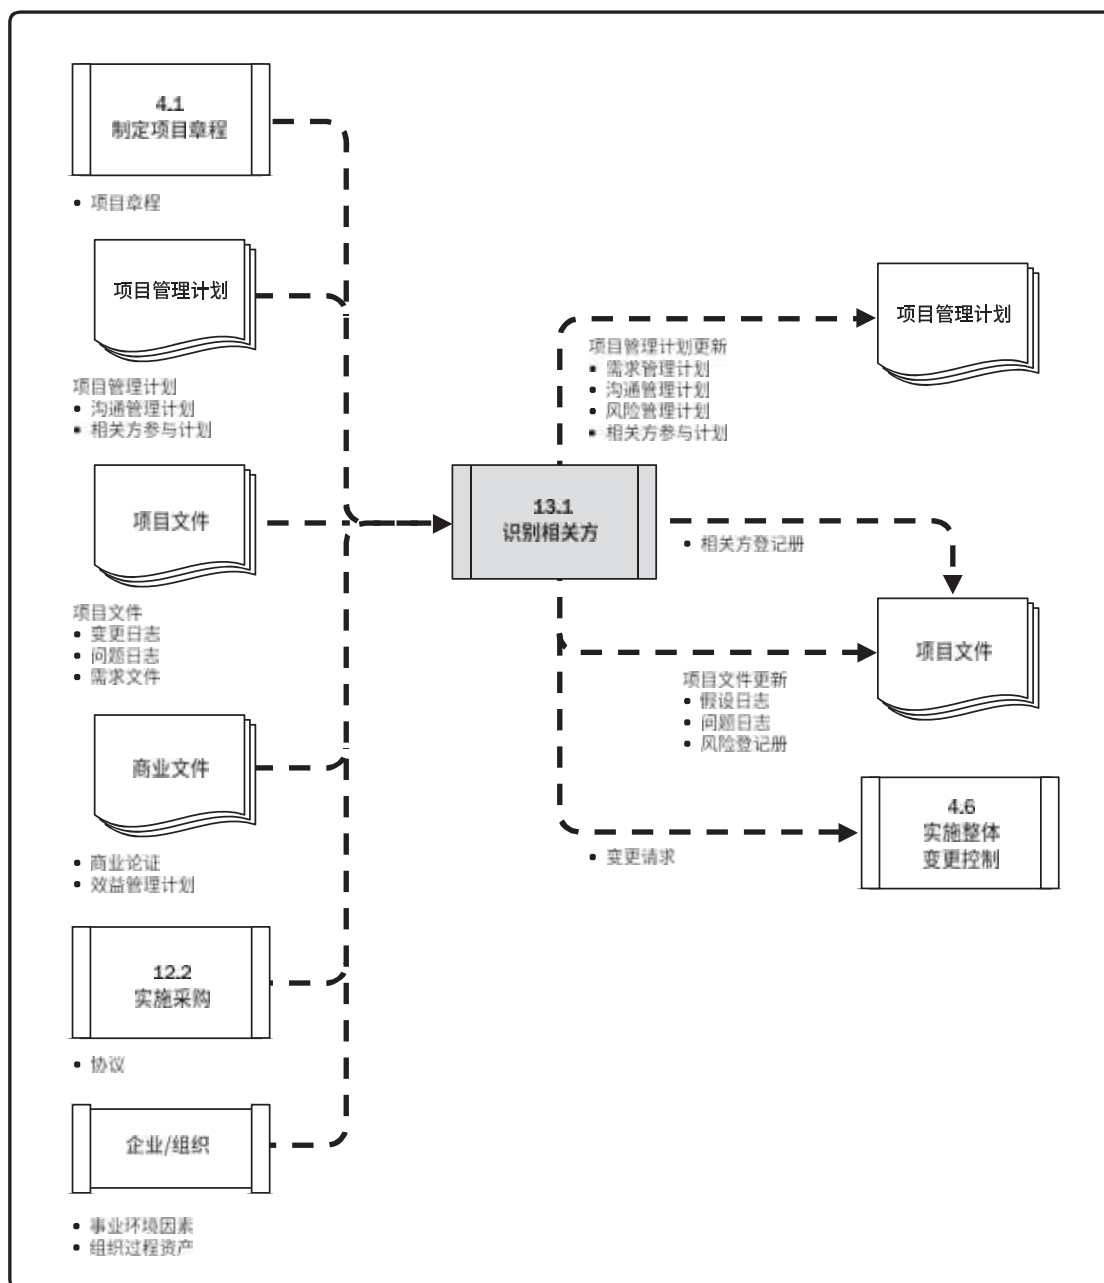 4.1
制定项目章程
• 项目章程
项目管理计划
项目管理计划
• 沟通管理计划
• 相关方参与计划
项目文件
项目文件
• 变更日志
• 问题日志
• 需求文件
商业文件
• 商业论证
• 效益管理计划
12.2
实施采购
• 协议
企业/组织
• 事业环境因素
• 组织过程资产
13.1
识别相关方
项目管理计划更新
• 需求管理计划
• 沟通管理计划
• 风险管理计划
• 相关方参与计划
项目管理计划
• 相关方登记册
项目文件
项目文件更新
• 假设日志
• 问题日志
• 风险登记册
4.6
实施整体
变更控制
• 变更请求